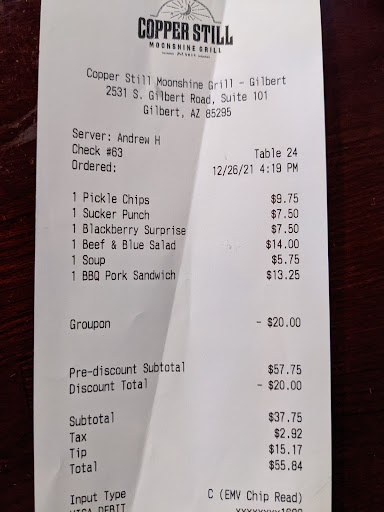 COPPER STILL
MOONSHINE GRILL
Copper Still Moonshine Grill - Gilbert
2531 S. Gilbert Road, Suite 101
Gilbert, AZ 85295
Server: Andrew H
Check #63 Table 24
Ordered: 12/26/21 4:19 PM
1 Pickle Chips $9.75
1 Sucker Punch $7.50
1 Blackberry Surprise $7.50
1 Beef & Blue Salad $14.00
1 Soup $5.75
1 BBQ Pork Sandwich $13.25
Groupon - $20.00
Pre-discount Subtotal $57.75
Discount Total - $20.00
Subtotal $37.75
Tax $2.92
Tip $15.17
Total $55.84
Input Type C (EMV Chip Read)
VISA DEBIT